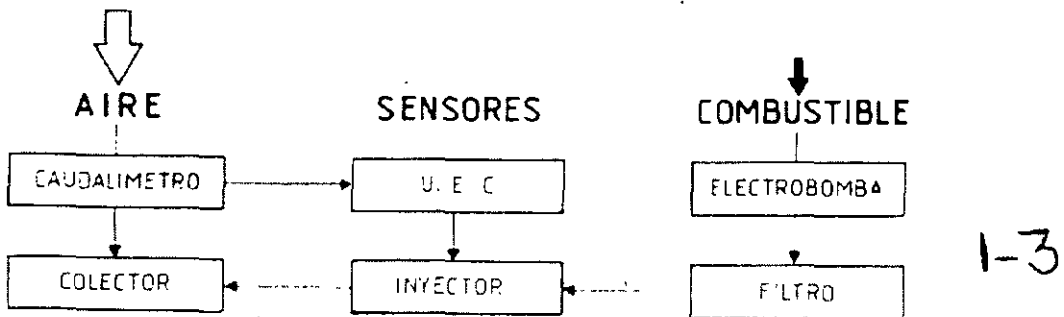 AIRE SENSORES COMBUSTIBLE
CAUDALIMETRO U. E C ELECTROBOMBA
COLECTOR INYECTOR FILTRO
1-3